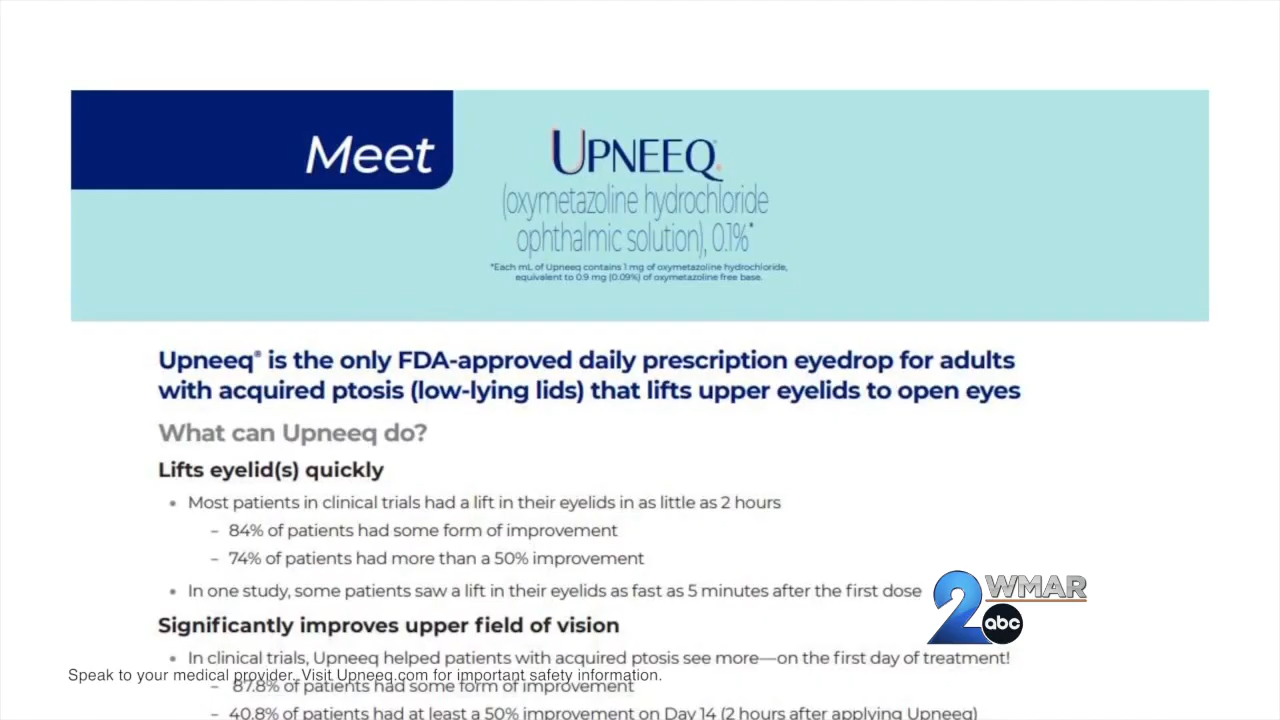 Meet
UPNEEQ®
(oxymetazoline hydrochloride
ophthalmic solution), 0.1%*
*Each mL of Upneeq contains 1 mg of oxymetazoline hydrochloride,
equivalent to 0.9 mg (0.09%) of oxymetazoline free base.
Upneeq® is the only FDA-approved daily prescription eyedrop for adults
with acquired ptosis (low-lying lids) that lifts upper eyelids to open eyes
What can Upneeq do?
Lifts eyelid(s) quickly
• Most patients in clinical trials had a lift in their eyelids in as little as 2 hours
– 84% of patients had some form of improvement
– 74% of patients had more than a 50% improvement
• In one study, some patients saw a lift in their eyelids as fast as 5 minutes after the first dose
2 WMAR
abc
Significantly improves upper field of vision
• In clinical trials, Upneeq helped patients with acquired ptosis see more—on the first day of treatment!
Speak to your medical provider. Visit Upneeq.com for important safety information.
– 87.8% of patients had some form of improvement
– 40.8% of patients had at least a 50% improvement on Day 14 (2 hours after applying Upneeq)